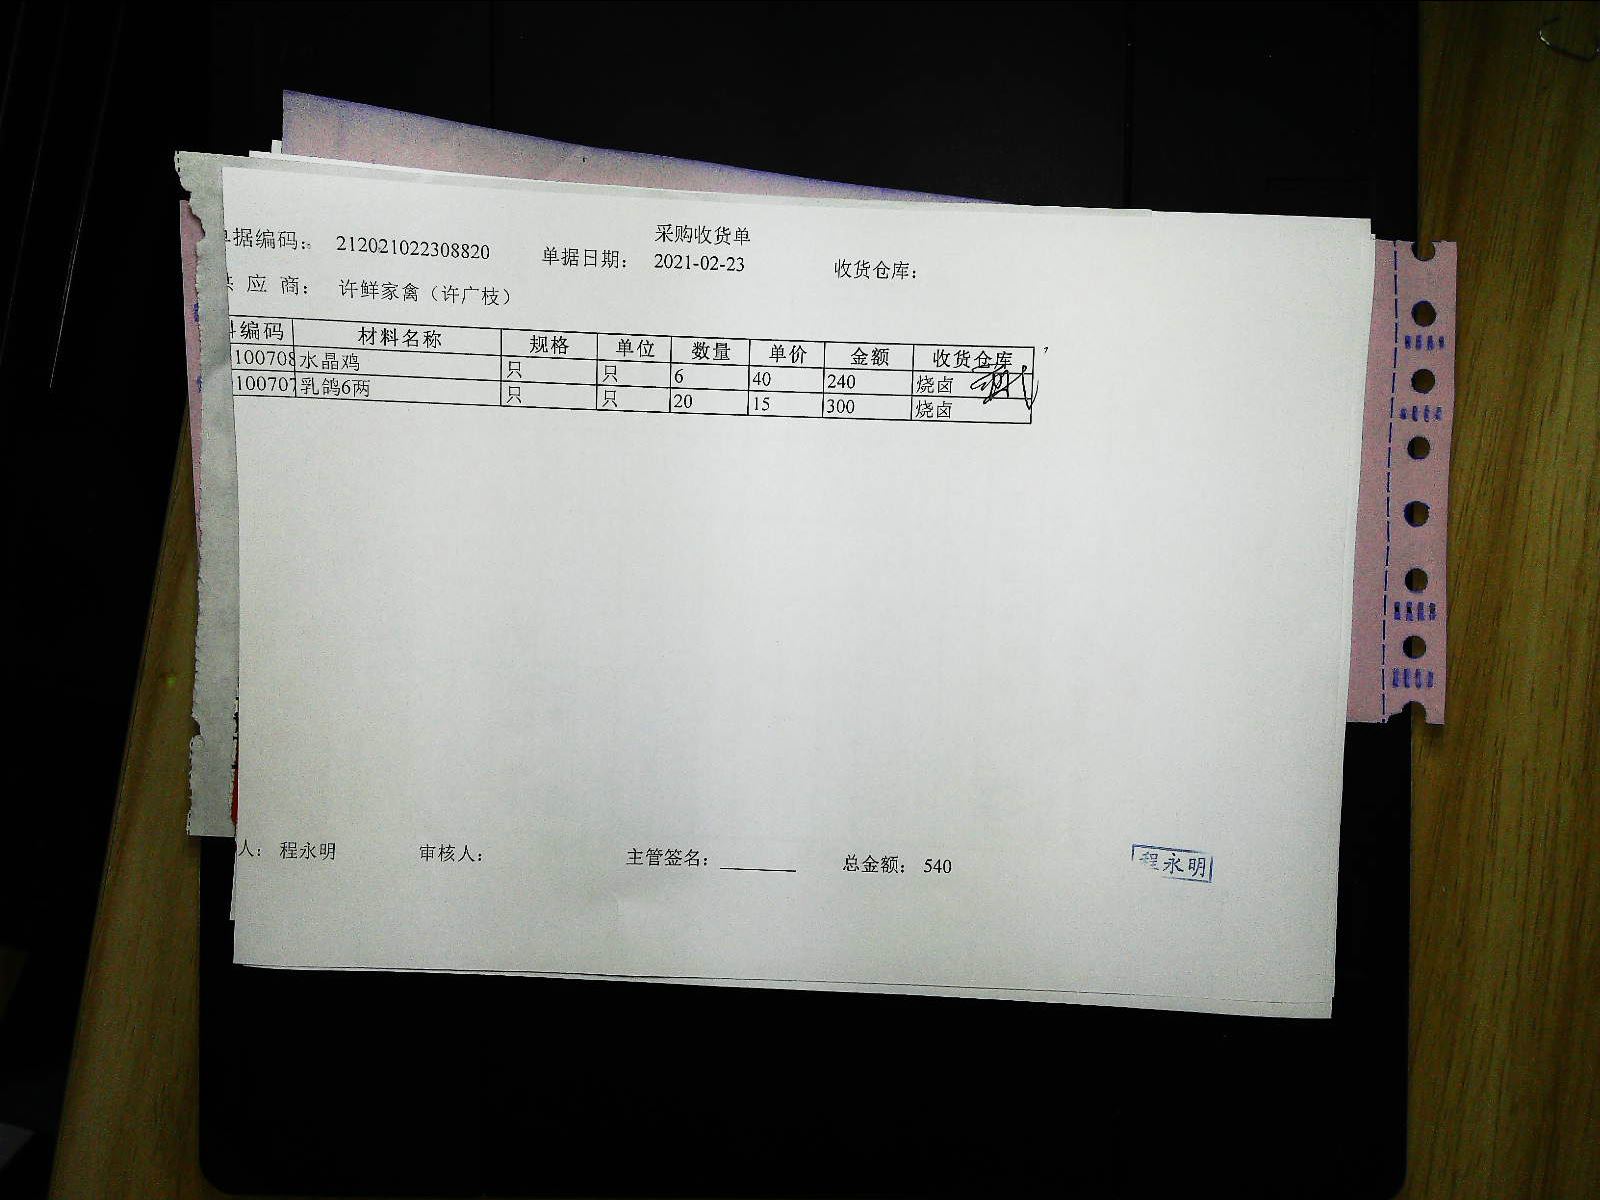 采购收货单
单据编码： 212021022308820 单据日期： 2021-02-23 收货仓库：
应 商： 许鲜家禽（许广枝）
编码 材料名称 规格 单位 数量 单价 金额 收货仓库
100708 水晶鸡 只 只 6 40 240 烧卤
100707 乳鸽6两 只 只 20 15 300 烧卤
人： 程永明 审核人： 主管签名： 总金额： 540
程永明